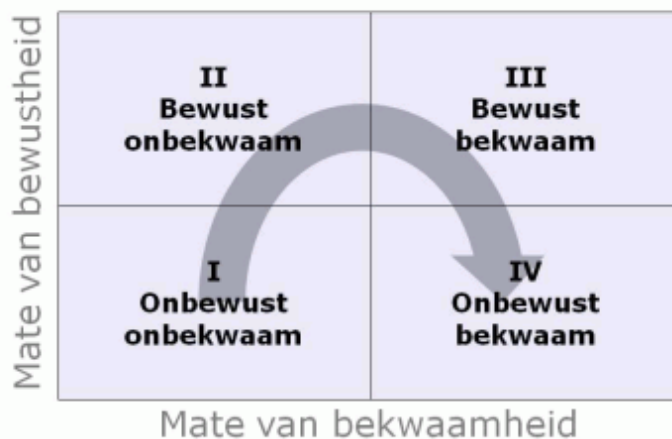 Mate van bewustheid
II
Bewust
onbekwaam
III
Bewust
bekwaam
I
Onbewust
onbekwaam
IV
Onbewust
bekwaam
Mate van bekwaamheid